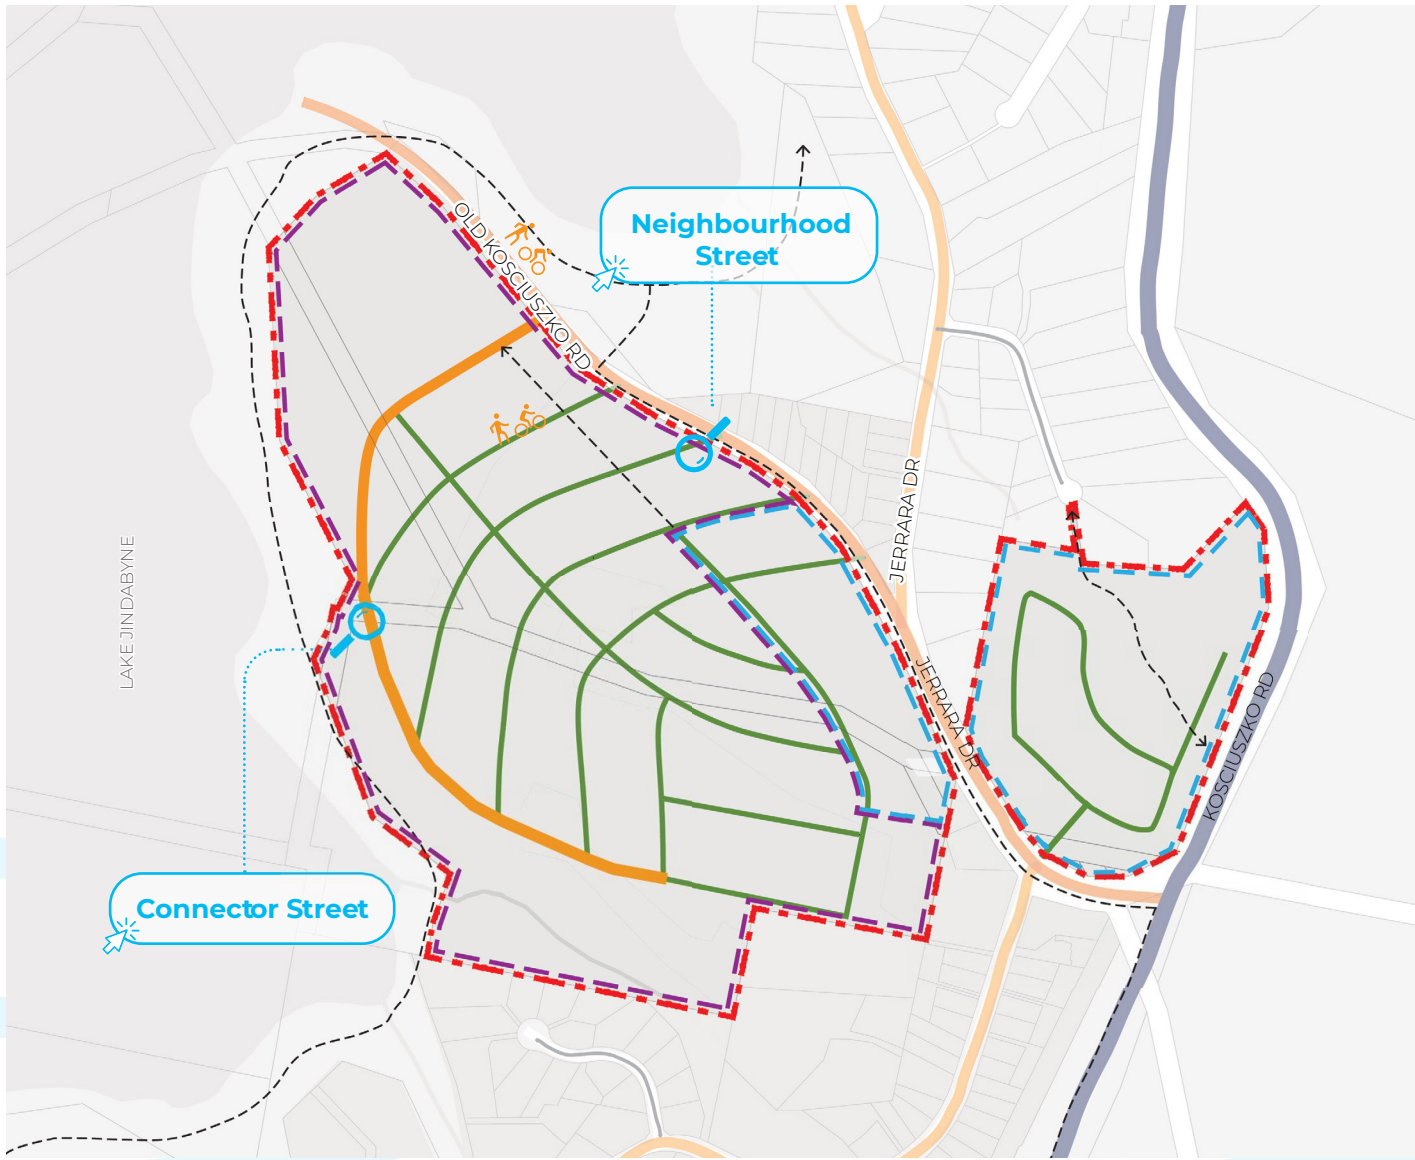 OLD KOSCIUSZKO RD
Neighbourhood
Street
JERRARA DR
LAKE JINDABYNE
JERRARA DR
KOSCIUSZKO RD
Connector Street